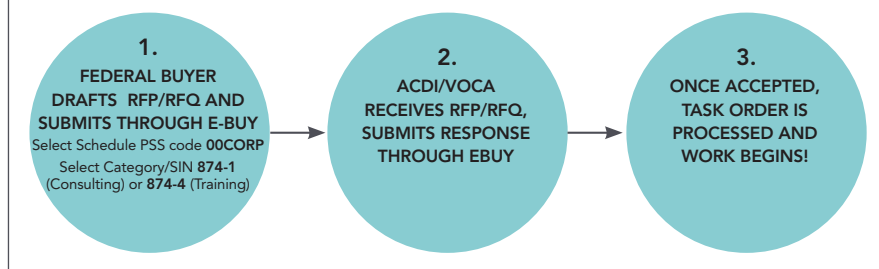 1.
FEDERAL BUYER
DRAFTS RFP/RFQ AND
SUBMITS THROUGH E-BUY
Select Schedule PSS code 00CORP
Select Category/SIN 874-1
(Consulting) or 874-4 (Training)
2.
ACDI/VOCA
RECEIVES RFP/RFQ,
SUBMITS RESPONSE
THROUGH EBUY
3.
ONCE ACCEPTED,
TASK ORDER IS
PROCESSED AND
WORK BEGINS!